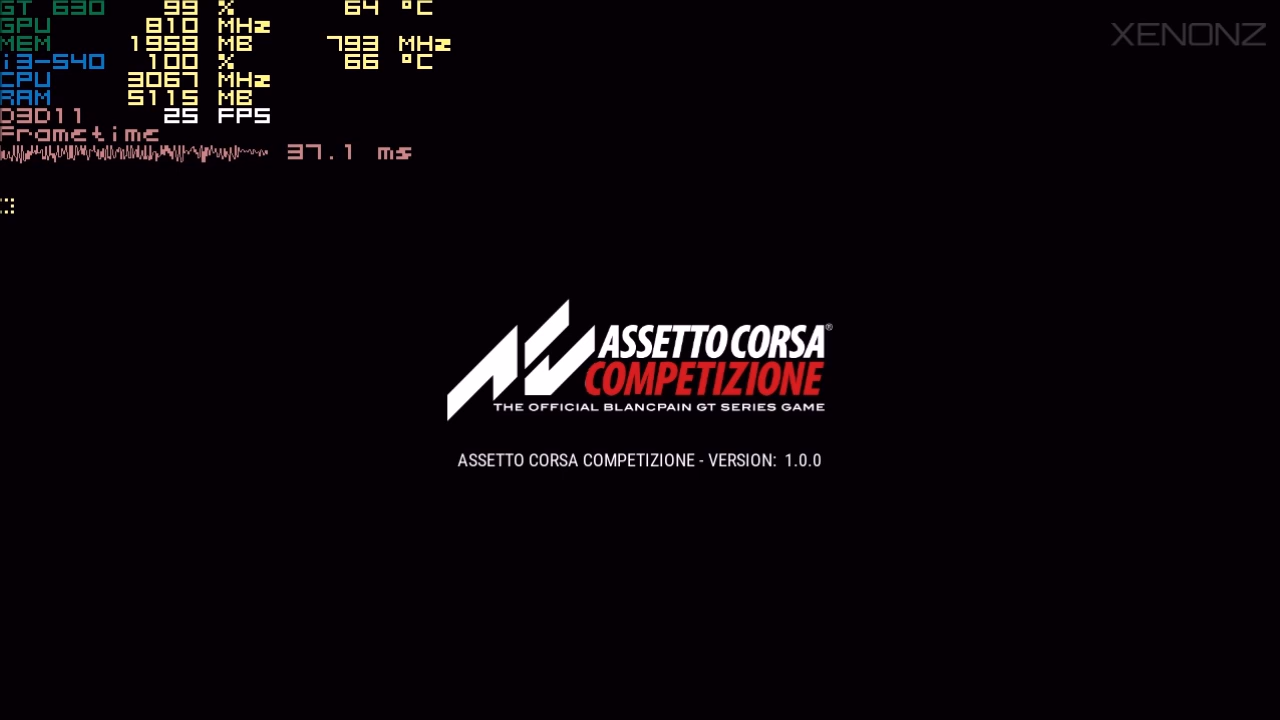 GT 630 99 % 64 °C
GPU 810 MHz
MEM 1959 MB 793 MHz
i3-540 100 % 66 °C
CPU 3067 MHz
RAM 5115 MB
D3D11 25 FPS
Frametime
37.1 ms
XENONZ
ASSETTO CORSA®
COMPETIZIONE
THE OFFICIAL BLANCPAIN GT SERIES GAME
ASSETTO CORSA COMPETIZIONE - VERSION: 1.0.0